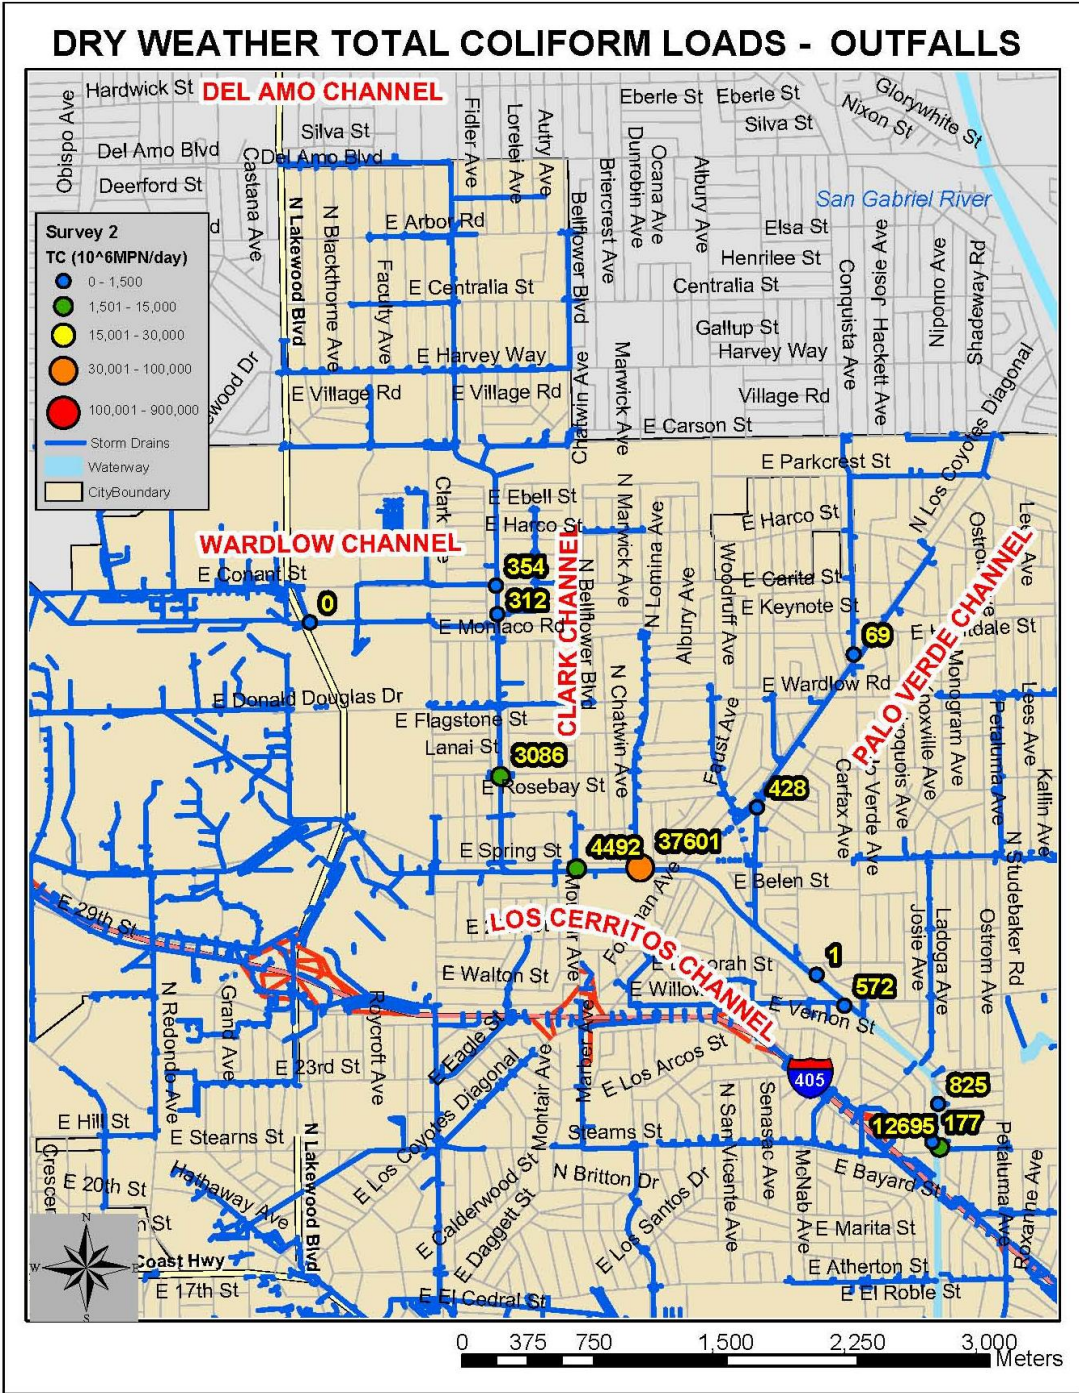 DRY WEATHER TOTAL COLIFORM LOADS - OUTFALLS
Hardwick St
DEL AMO CHANNEL
Obispo Ave
Silva St
Del Amo Blvd
Del Amo Blvd
Deerford St
Castana Ave
Fidler Ave
Lorelei Ave
Autry Ave
Eberle St
Eberle St
Glorywhite St
Nixon St
Silva St
Dunrobin Ave
Ocana Ave
Briercrest Ave
Albury Ave
San Gabriel River
Survey 2
TC (10^6MPN/day)
0 - 1,500
1,501 - 15,000
15,001 - 30,000
30,001 - 100,000
100,001 - 900,000
Storm Drains
Waterway
CityBoundary
N Lakewood Blvd
N Blackthorne Ave
E Arbor Rd
Faculty Ave
E Centralia St
Bellflower Blvd
Elsa St
Henrilee St
Centralia St
Gallup St
Harvey Way
Conquista Ave
Josie Ave
Hackett Ave
Nipomo Ave
Shadeway Rd
E Harvey Way
E Village Rd
E Village Rd
Chatwin Ave
Marwick Ave
Village Rd
E Carson St
N Los Coyotes Diagonal
E Parkcrest St
Clark
E Ebell St
E Harco St
N Marwick Ave
N Lomina Ave
E Harco St
WARDLOW CHANNEL
CLARK CHANNEL
E Conant St
354
312
0
E Monlaco Rd
N Bellflower Blvd
Albury Ave
Woodruff Ave
E Carita St
E Keynote St
69
PALO VERDE CHANNEL
E Wardlow Rd
E Donald Douglas Dr
E Flagstone St
Lanai St
3086
E Rosebay St
N Chatwin Ave
Faust Ave
428
Carfax Ave
Monogram Ave
Petaluma Ave
Lees Ave
Kallin Ave
E Spring St
4492
37601
E Belen St
N Studebaker Rd
E 29th St
LOS CERRITOS CHANNEL
E Walton St
E Willow
1
572
E Vernon St
Josie Ave
Ladoga Ave
Ostrom Ave
N Redondo Ave
Grand Ave
Roycroft Ave
E 23rd St
E Eagle St
E Los Coyotes Diagonal
Montair Ave
E Los Arcos St
405
825
12695
177
E Hill St
E Stearns St
N Lakewood Blvd
Stearns St
N San Vicente Ave
Senasac Ave
McNab Ave
E Bayard St
Petaluma Ave
Roxanne Ave
E 20th St
Hathaway Ave
E Calderwood St
E Daggett St
N Britton Dr
E Los Santos Dr
E Marita St
Coast Hwy
E 17th St
E El Cedral St
E Atherton St
E El Roble St
N
W
E
S
0 375 750 1,500 2,250 3,000
Meters